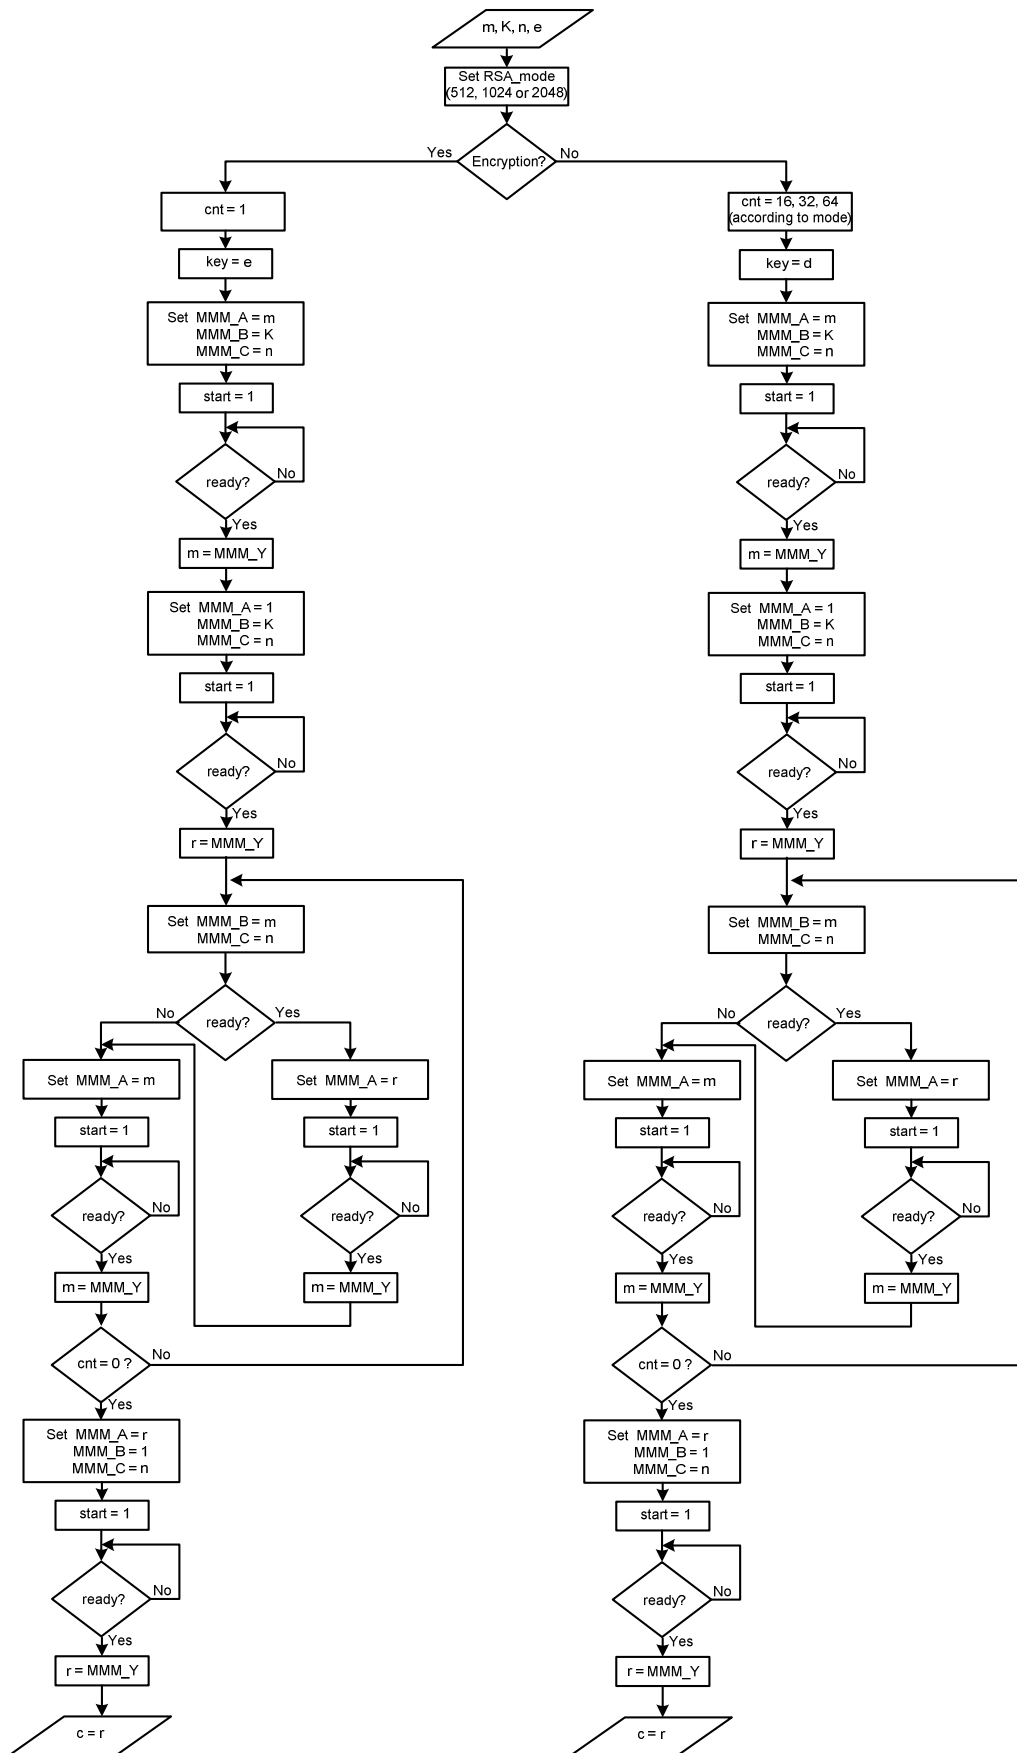 m, K, n, e
Set RSA_mode
(512, 1024 or 2048)
Encryption?
Yes
No
cnt = 1
key = e
Set MMM_A = m
MMM_B = K
MMM_C = n
start = 1
ready?
No
Yes
m = MMM_Y
Set MMM_A = 1
MMM_B = K
MMM_C = n
start = 1
ready?
No
Yes
r = MMM_Y
Set MMM_B = m
MMM_C = n
ready?
No
Yes
Set MMM_A = m
start = 1
ready?
No
Yes
m = MMM_Y
Set MMM_A = r
start = 1
ready?
No
Yes
m = MMM_Y
cnt = 0 ?
No
Yes
Set MMM_A = r
MMM_B = 1
MMM_C = n
start = 1
ready?
No
Yes
r = MMM_Y
c = r
cnt = 16, 32, 64
(according to mode)
key = d
Set MMM_A = m
MMM_B = K
MMM_C = n
start = 1
ready?
No
Yes
m = MMM_Y
Set MMM_A = 1
MMM_B = K
MMM_C = n
start = 1
ready?
No
Yes
r = MMM_Y
Set MMM_B = m
MMM_C = n
ready?
No
Yes
Set MMM_A = m
start = 1
ready?
No
Yes
m = MMM_Y
Set MMM_A = r
start = 1
ready?
No
Yes
m = MMM_Y
cnt = 0 ?
No
Yes
Set MMM_A = r
MMM_B = 1
MMM_C = n
start = 1
ready?
No
Yes
r = MMM_Y
c = r